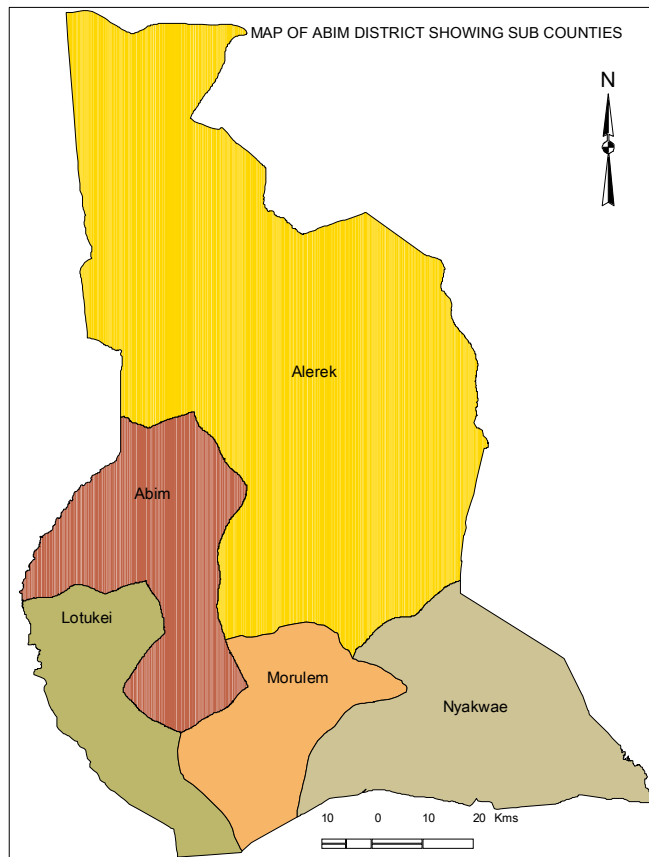 MAP OF ABIM DISTRICT SHOWING SUB COUNTIES
N
Alerek
Abim
Lotukei
Morulem
Nyakwae
10 0 10 20 Kms